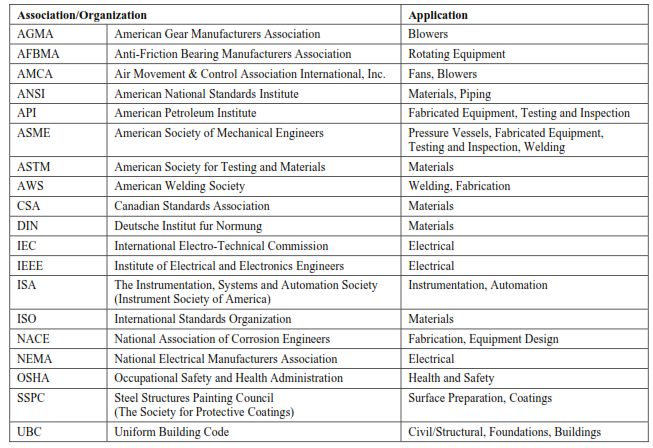 Association/Organization Application
AGMA American Gear Manufacturers Association Blowers
AFBMA Anti-Friction Bearing Manufacturers Association Rotating Equipment
AMCA Air Movement & Control Association International, Inc. Fans, Blowers
ANSI American National Standards Institute Materials, Piping
API American Petroleum Institute Fabricated Equipment, Testing and Inspection
ASME American Society of Mechanical Engineers Pressure Vessels, Fabricated Equipment,
Testing and Inspection, Welding
ASTM American Society for Testing and Materials Materials
AWS American Welding Society Welding, Fabrication
CSA Canadian Standards Association Materials
DIN Deutsche Institut fur Normung Materials
IEC International Electro-Technical Commission Electrical
IEEE Institute of Electrical and Electronics Engineers Electrical
ISA The Instrumentation, Systems and Automation Society Instrumentation, Automation
(Instrument Society of America)
ISO International Standards Organization Materials
NACE National Association of Corrosion Engineers Fabrication, Equipment Design
NEMA National Electrical Manufacturers Association Electrical
OSHA Occupational Safety and Health Administration Health and Safety
SSPC Steel Structures Painting Council Surface Preparation, Coatings
(The Society for Protective Coatings)
UBC Uniform Building Code Civil/Structural, Foundations, Buildings